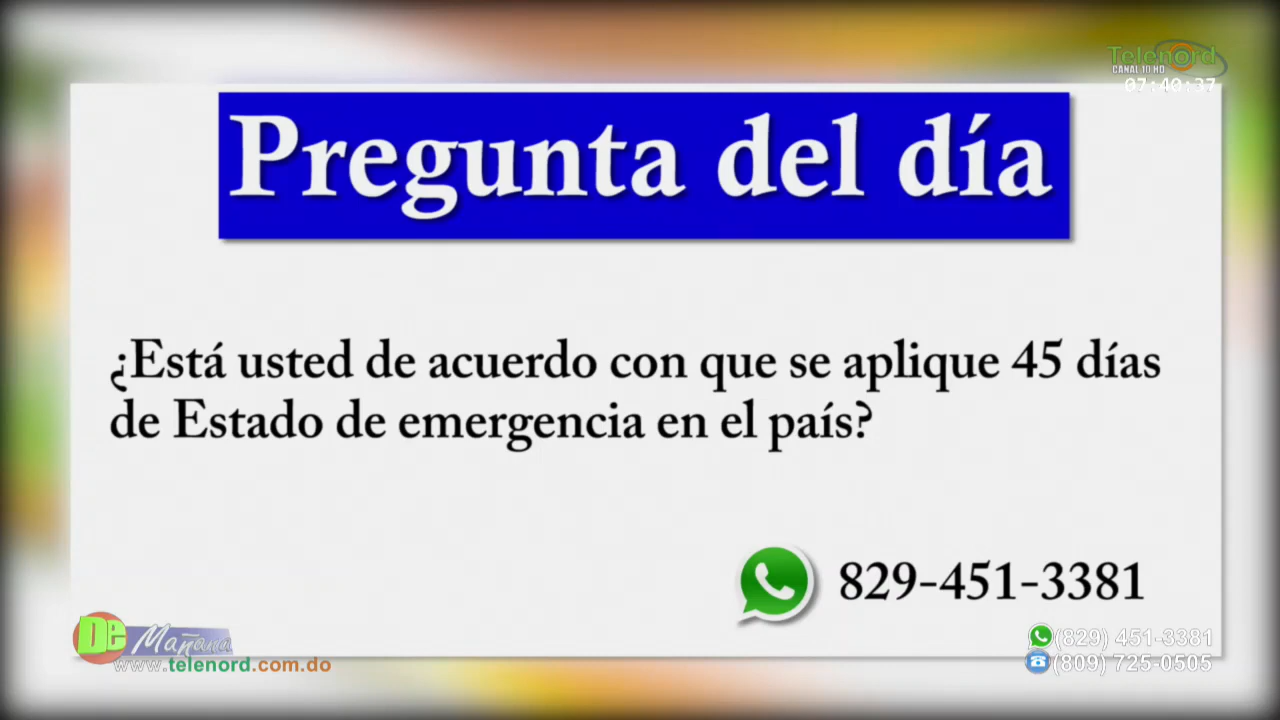 Telenord
CANAL 10 HD
07:40:37
Pregunta del día
¿Está usted de acuerdo con que se aplique 45 días
de Estado de emergencia en el país?
829-451-3381
De Mañana
www.telenord.com.do
(829) 451-3381
(809) 725-0505